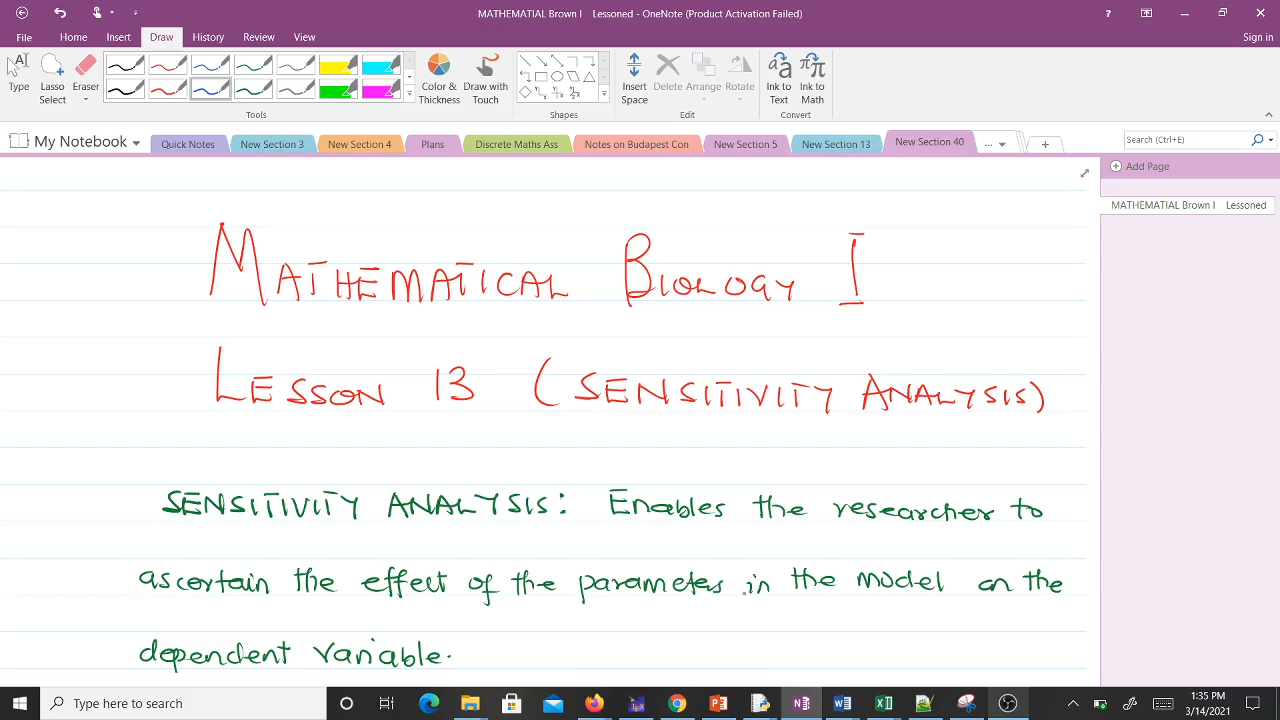 MATHEMATIAL Brown I Lessoned - OneNote (Product Activation Failed)
File Home Insert Draw History Review View Sign in
Type Lasso Select Eraser Color & Thickness Draw with Touch Insert Space Delete Arrange Rotate Ink to Text Ink to Math
Tools Shapes Edit Convert
My Notebook Quick Notes New Section 3 New Section 4 Plans Discrete Maths Ass Notes on Budapest Con New Section 5 New Section 13 New Section 40 ... Search (Ctrl+E)
Add Page
MATHEMATIAL Brown I Lessoned
MATHEMATICAL BIOLOGY I
LESSON 13 (SENSITIVITY ANALYSIS)
SENSITIVITY ANALYSIS: Enables the researcher to
ascertain the effect of the parameters in the model on the
dependent variable.
Type here to search
1:35 PM
3/14/2021